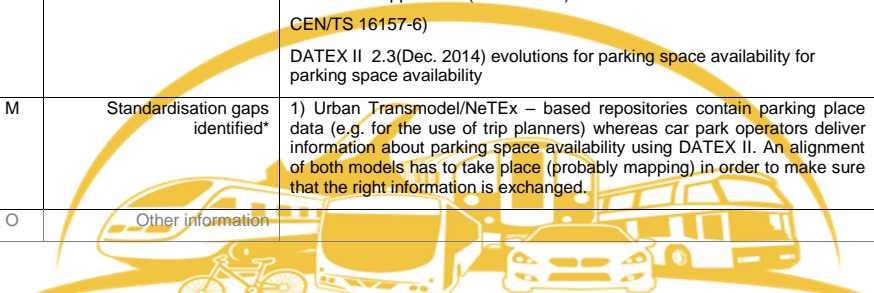 CEN/TS 16157-6)
DATEX II 2.3(Dec. 2014) evolutions for parking space availability for
parking space availability
M Standardisation gaps identified*
1) Urban Transmodel/NeTEx – based repositories contain parking place
data (e.g. for the use of trip planners) whereas car park operators deliver
information about parking space availability using DATEX II. An alignment
of both models has to take place (probably mapping) in order to make sure
that the right information is exchanged.
O Other information